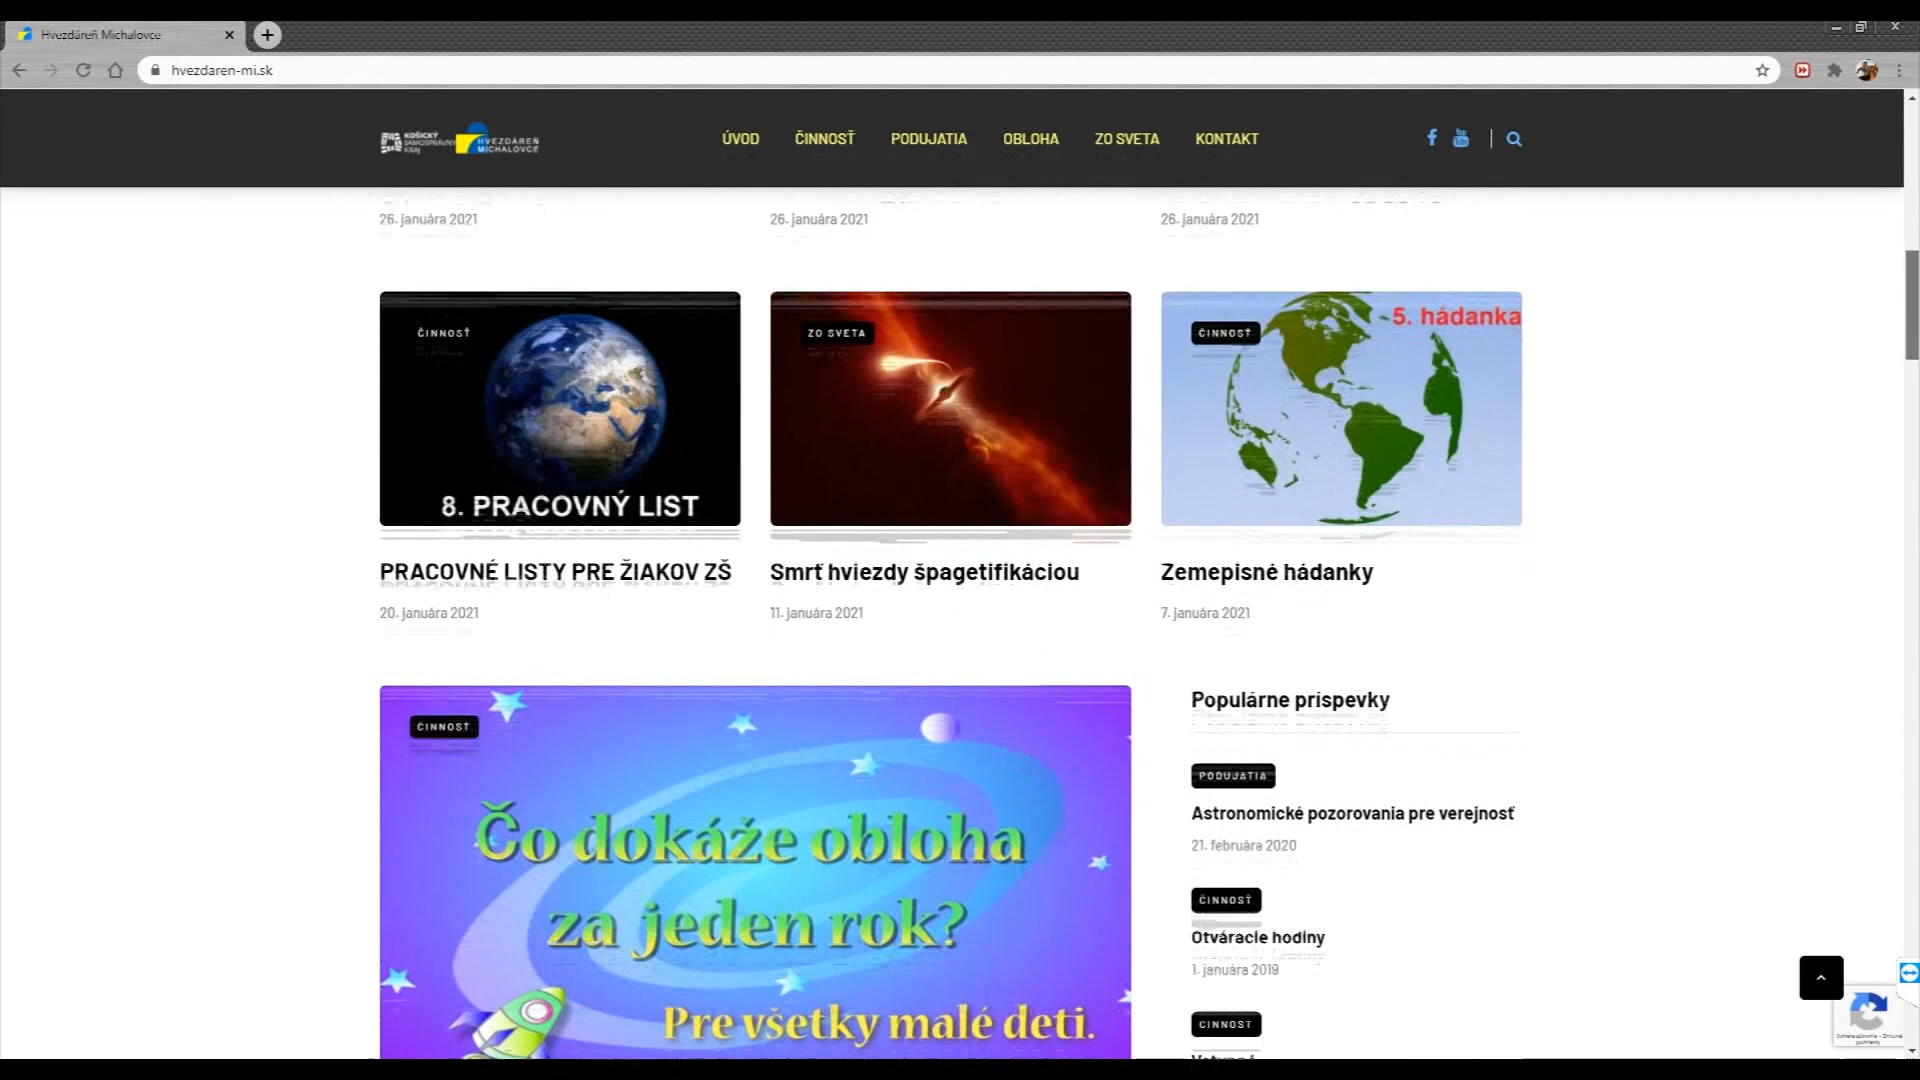 Hvezdáreň Michalovce
hvezdaren-mi.sk
KOŠICKÝ
SAMOSPRÁVNY
KRAJ
HVEZDÁREŇ
MICHALOVCE
ÚVOD
ČINNOSŤ
PODUJATIA
OBLOHA
ZO SVETA
KONTAKT
26. januára 2021
26. januára 2021
26. januára 2021
ČINNOSŤ
8. PRACOVNÝ LIST
ZO SVETA
ČINNOSŤ
5. hádanka
PRACOVNÉ LISTY PRE ŽIAKOV ZŠ
20. januára 2021
Smrť hviezdy špagetifikáciou
11. januára 2021
Zemepisné hádanky
7. januára 2021
ČINNOSŤ
Čo dokáže obloha
za jeden rok?
Pre všetky malé deti.
Populárne príspevky
PODUJATIA
Astronomické pozorovania pre verejnosť
21. februára 2020
ČINNOSŤ
Otváracie hodiny
1. januára 2019
ČINNOSŤ